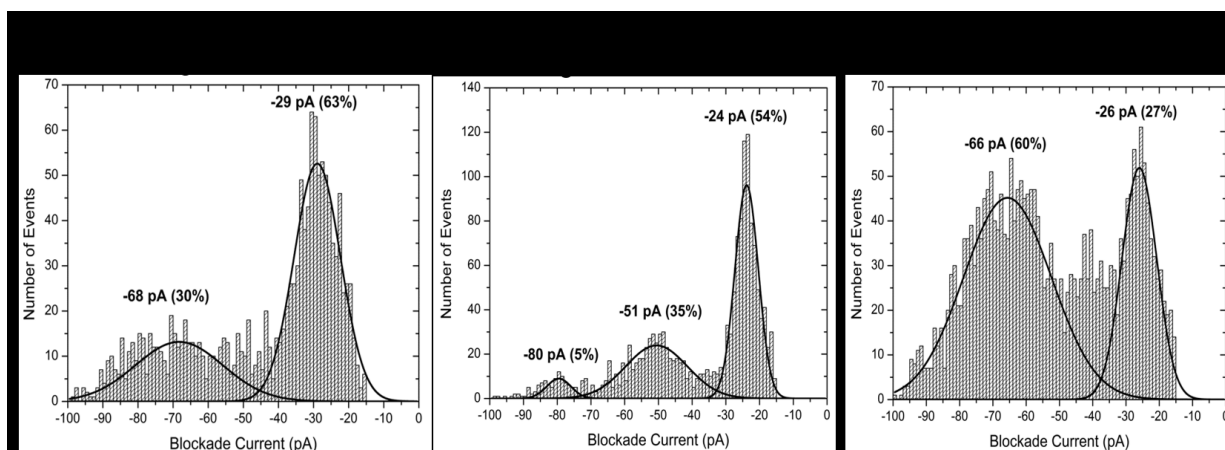 70
60
50
40
30
20
10
0
Number of Events
-29 pA (63%)
-68 pA (30%)
-100 -90 -80 -70 -60 -50 -40 -30 -20 -10 0
Blockade Current (pA)
140
120
100
80
60
40
20
0
Number of Events
-24 pA (54%)
-51 pA (35%)
-80 pA (5%)
-100 -90 -80 -70 -60 -50 -40 -30 -20 -10 0
Blockade Current (pA)
70
60
50
40
30
20
10
0
Number of Events
-26 pA (27%)
-66 pA (60%)
-100 -90 -80 -70 -60 -50 -40 -30 -20 -10 0
Blockade Current (pA)